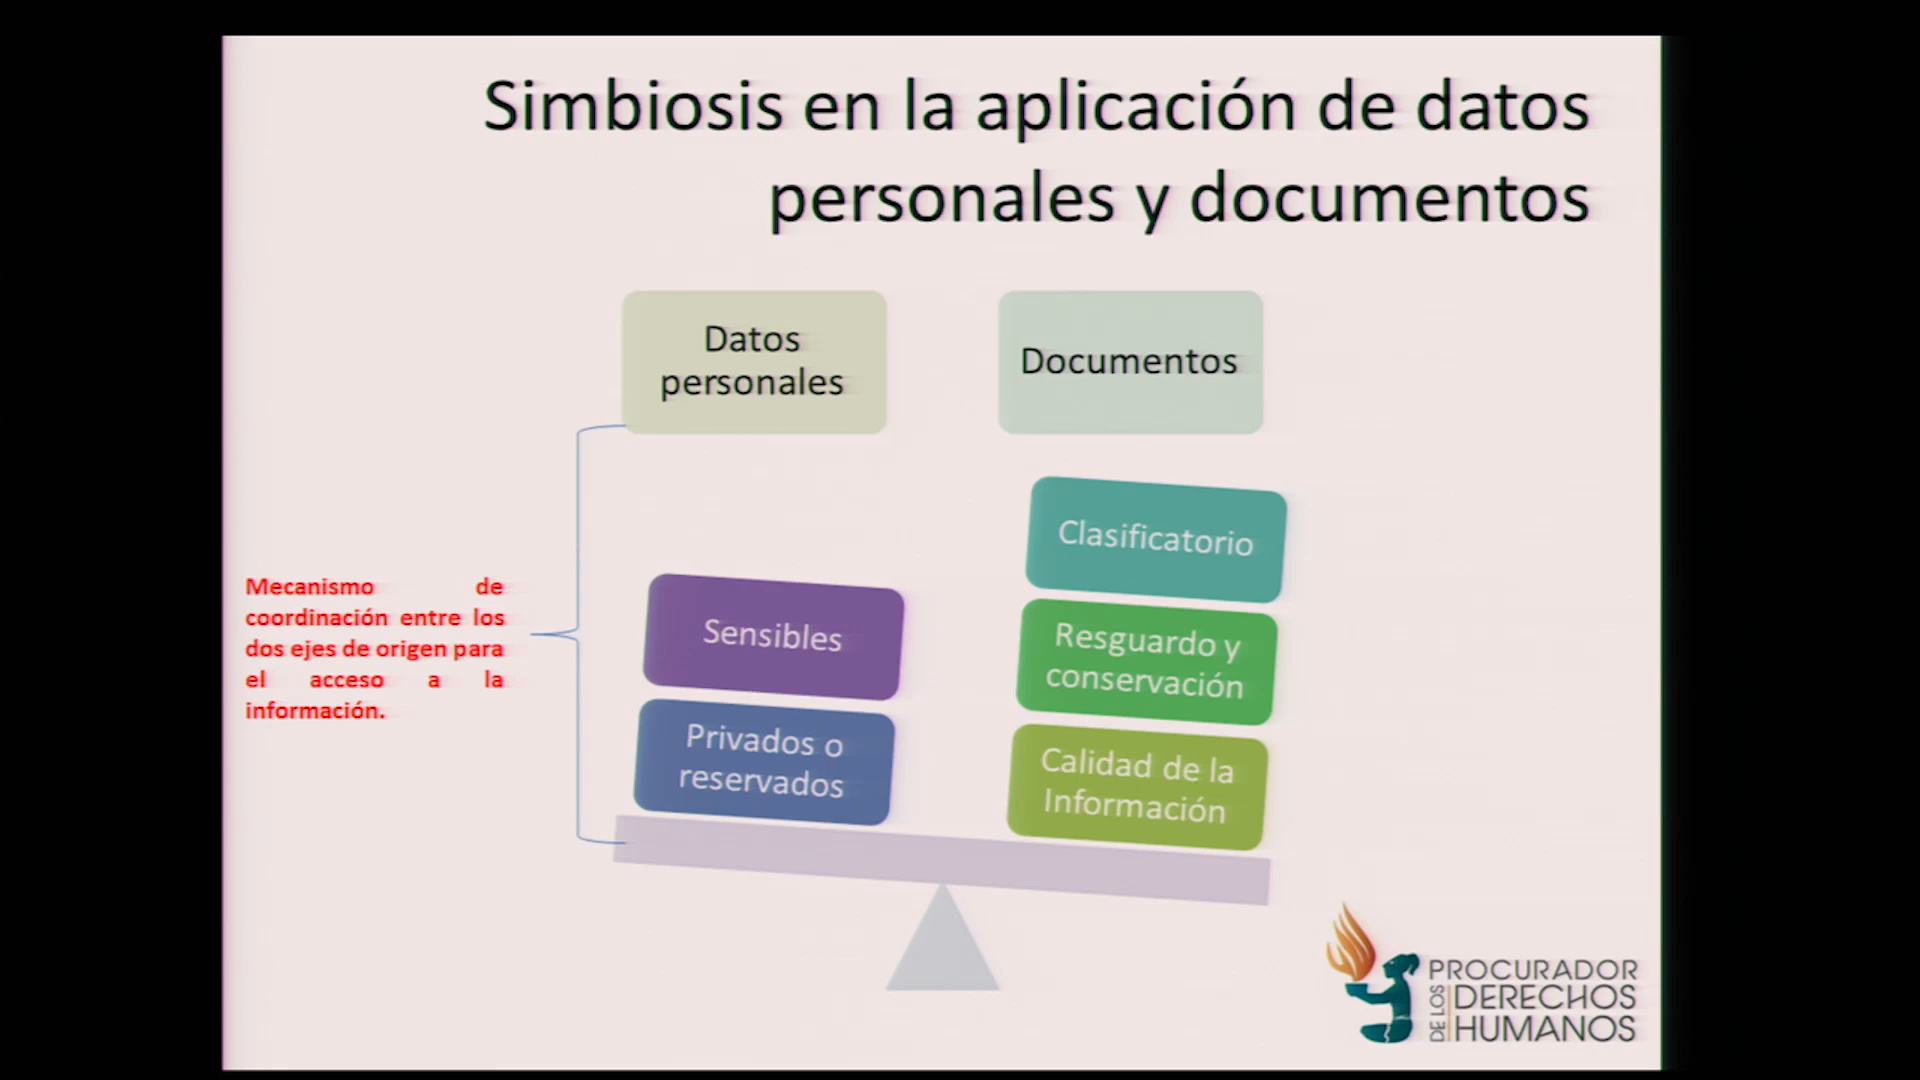 Simbiosis en la aplicación de datos
personales y documentos
Datos
personales
Documentos
Clasificatorio
Sensibles
Resguardo y
conservación
Privados o
reservados
Calidad de la
Información
Mecanismo de
coordinación entre los
dos ejes de origen para
el acceso a la
información.
PROCURADOR
DE LOS DERECHOS
HUMANOS